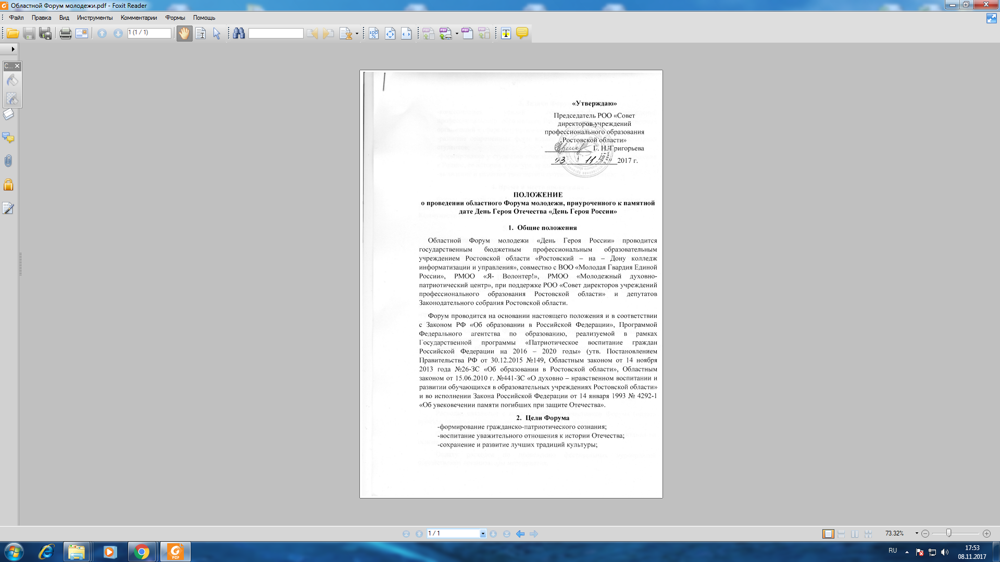 Областной Форум молодежи.pdf - Foxit Reader
Файл Правка Вид Инструменты Комментарии Формы Помощь
1 (1 / 1)
С...
«Утверждаю»
Председатель РОО «Совет
директоров учреждений
профессионального образования
Ростовской области»
Г. Н. Григорьева
11 2017 г.
ПОЛОЖЕНИЕ
о проведении областного Форума молодежи, приуроченного к памятной
дате День Героя Отечества «День Героя России»
1. Общие положения
Областной Форум молодежи «День Героя России» проводится
государственным бюджетным профессиональным образовательным
учреждением Ростовской области «Ростовский – на – Дону колледж
информатизации и управления», совместно с ВОО «Молодая Гвардия Единой
России», РМОО «Я- Волонтер!», РМОО «Молодежный духовно-
патриотический центр», при поддержке РОО «Совет директоров учреждений
профессионального образования Ростовской области» и депутатов
Законодательного собрания Ростовской области.
Форум проводится на основании настоящего положения и в соответствии
с Законом РФ «Об образовании в Российской Федерации», Программой
Федерального агентства по образованию, реализуемой в рамках
Государственной программы «Патриотическое воспитание граждан
Российской Федерации на 2016 – 2020 годы» (утв. Постановлением
Правительства РФ от 30.12.2015 №149, Областным законом от 14 ноября
2013 года №26-ЗС «Об образовании в Ростовской области», Областным
законом от 15.06.2010 г. №441-ЗС «О духовно – нравственном воспитании и
развитии обучающихся в образовательных учреждениях Ростовской области»
и во исполнении Закона Российской Федерации от 14 января 1993 № 4292-1
«Об увековечении памяти погибших при защите Отечества».
2. Цели Форума
-формирование гражданско-патриотического сознания;
-воспитание уважительного отношения к истории Отечества;
-сохранение и развитие лучших традиций культуры;
1 / 1
73.32%
RU
17:53
08.11.2017